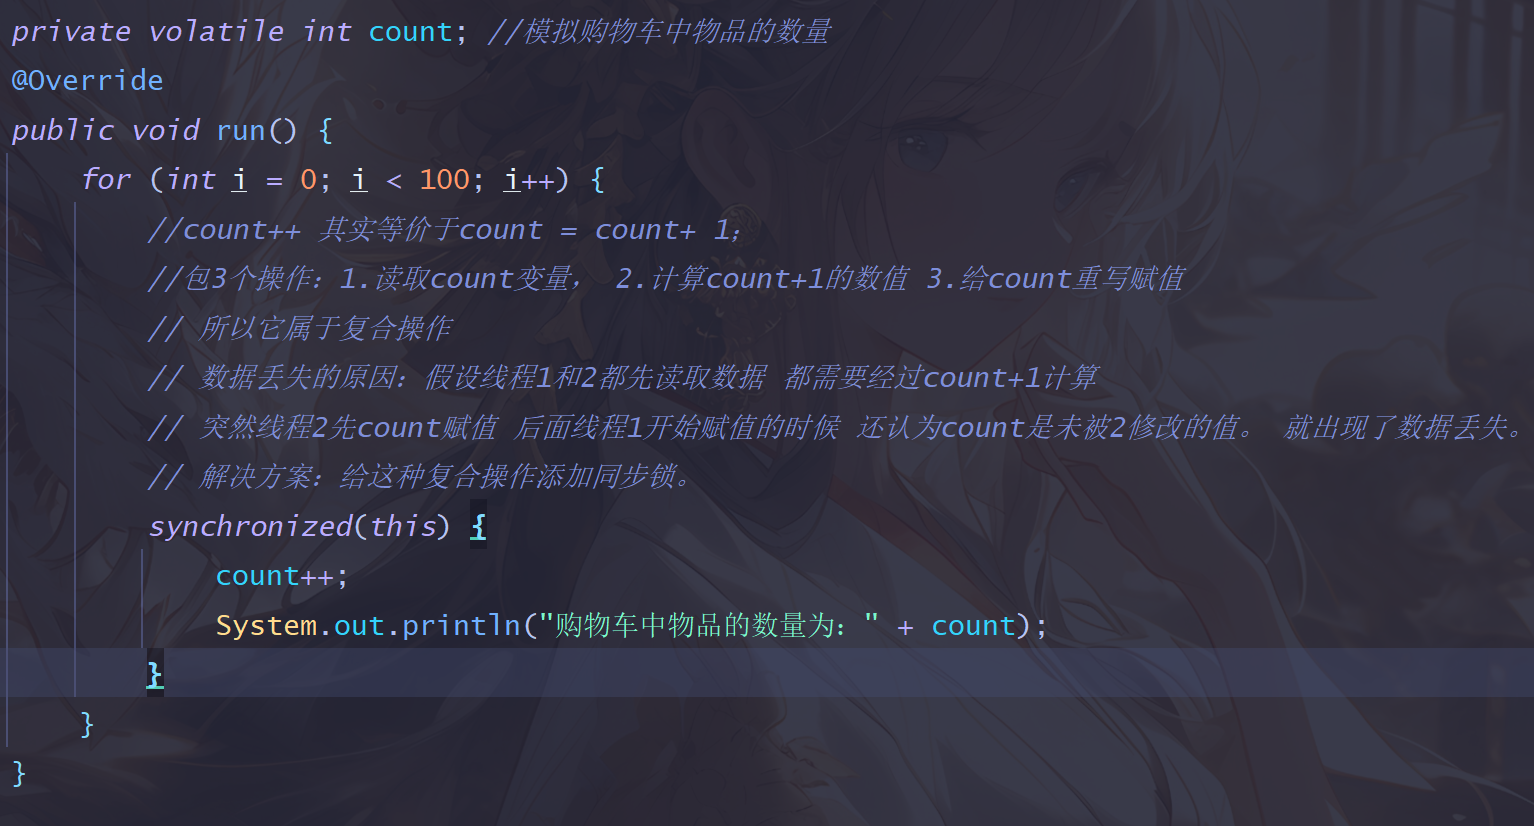 private volatile int count; //模拟购物车中物品的数量
@Override
public void run() {
for (int i = 0; i < 100; i++) {
//count++ 其实等价于count = count+ 1;
//包3个操作：1.读取count变量， 2.计算count+1的数值 3.给count重写赋值
// 所以它属于复合操作
// 数据丢失的原因：假设线程1和2都先读取数据 都需要经过count+1计算
// 突然线程2先count赋值 后面线程1开始赋值的时候 还认为count是未被2修改的值。 就出现了数据丢失。
// 解决方案：给这种复合操作添加同步锁。
synchronized(this) {
count++;
System.out.println("购物车中物品的数量为：" + count);
}
}
}